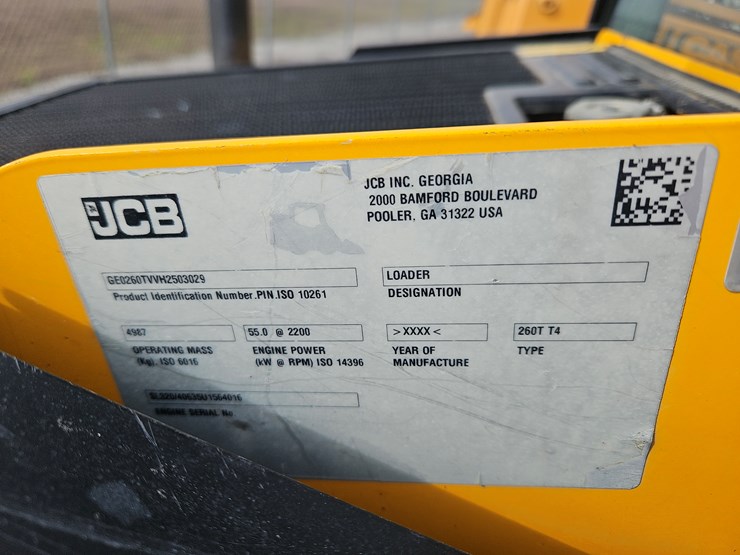 JCB
JCB INC. GEORGIA
2000 BAMFORD BOULEVARD
POOLER, GA 31322 USA
GEO260TVVH2503029
Product Identification Number.PIN.ISO 10261
LOADER
DESIGNATION
4987
OPERATING MASS
(Kg), ISO 6016
55.0 @ 2200
ENGINE POWER
(kW @ RPM) ISO 14396
>XXXX<
YEAR OF
MANUFACTURE
260T T4
TYPE
ENGINE SERIAL No